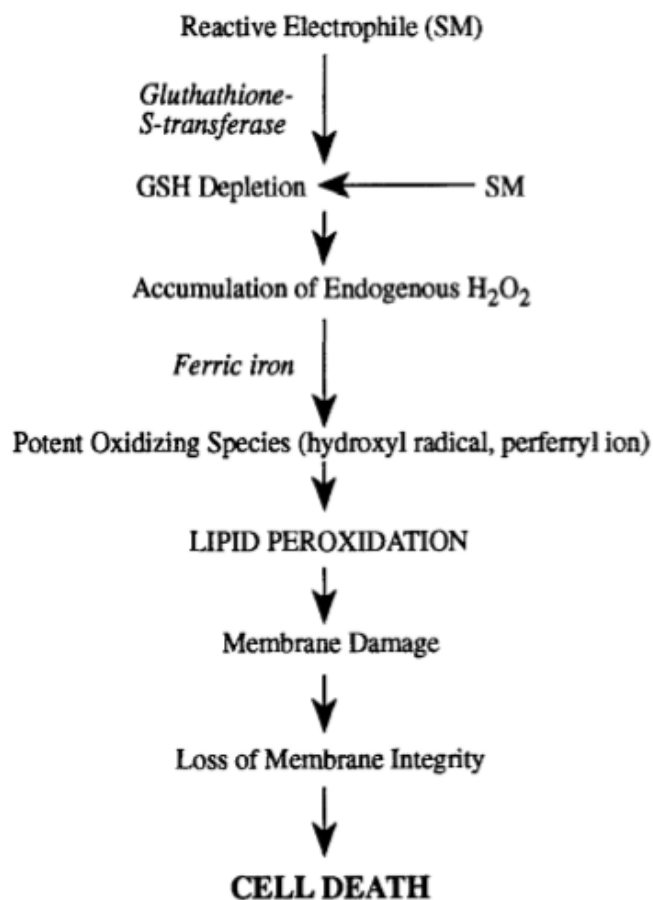 Reactive Electrophile (SM)
Gluthathione-
S-transferase
GSH Depletion SM
Accumulation of Endogenous H₂O₂
Ferric iron
Potent Oxidizing Species (hydroxyl radical, perferryl ion)
LIPID PEROXIDATION
Membrane Damage
Loss of Membrane Integrity
CELL DEATH